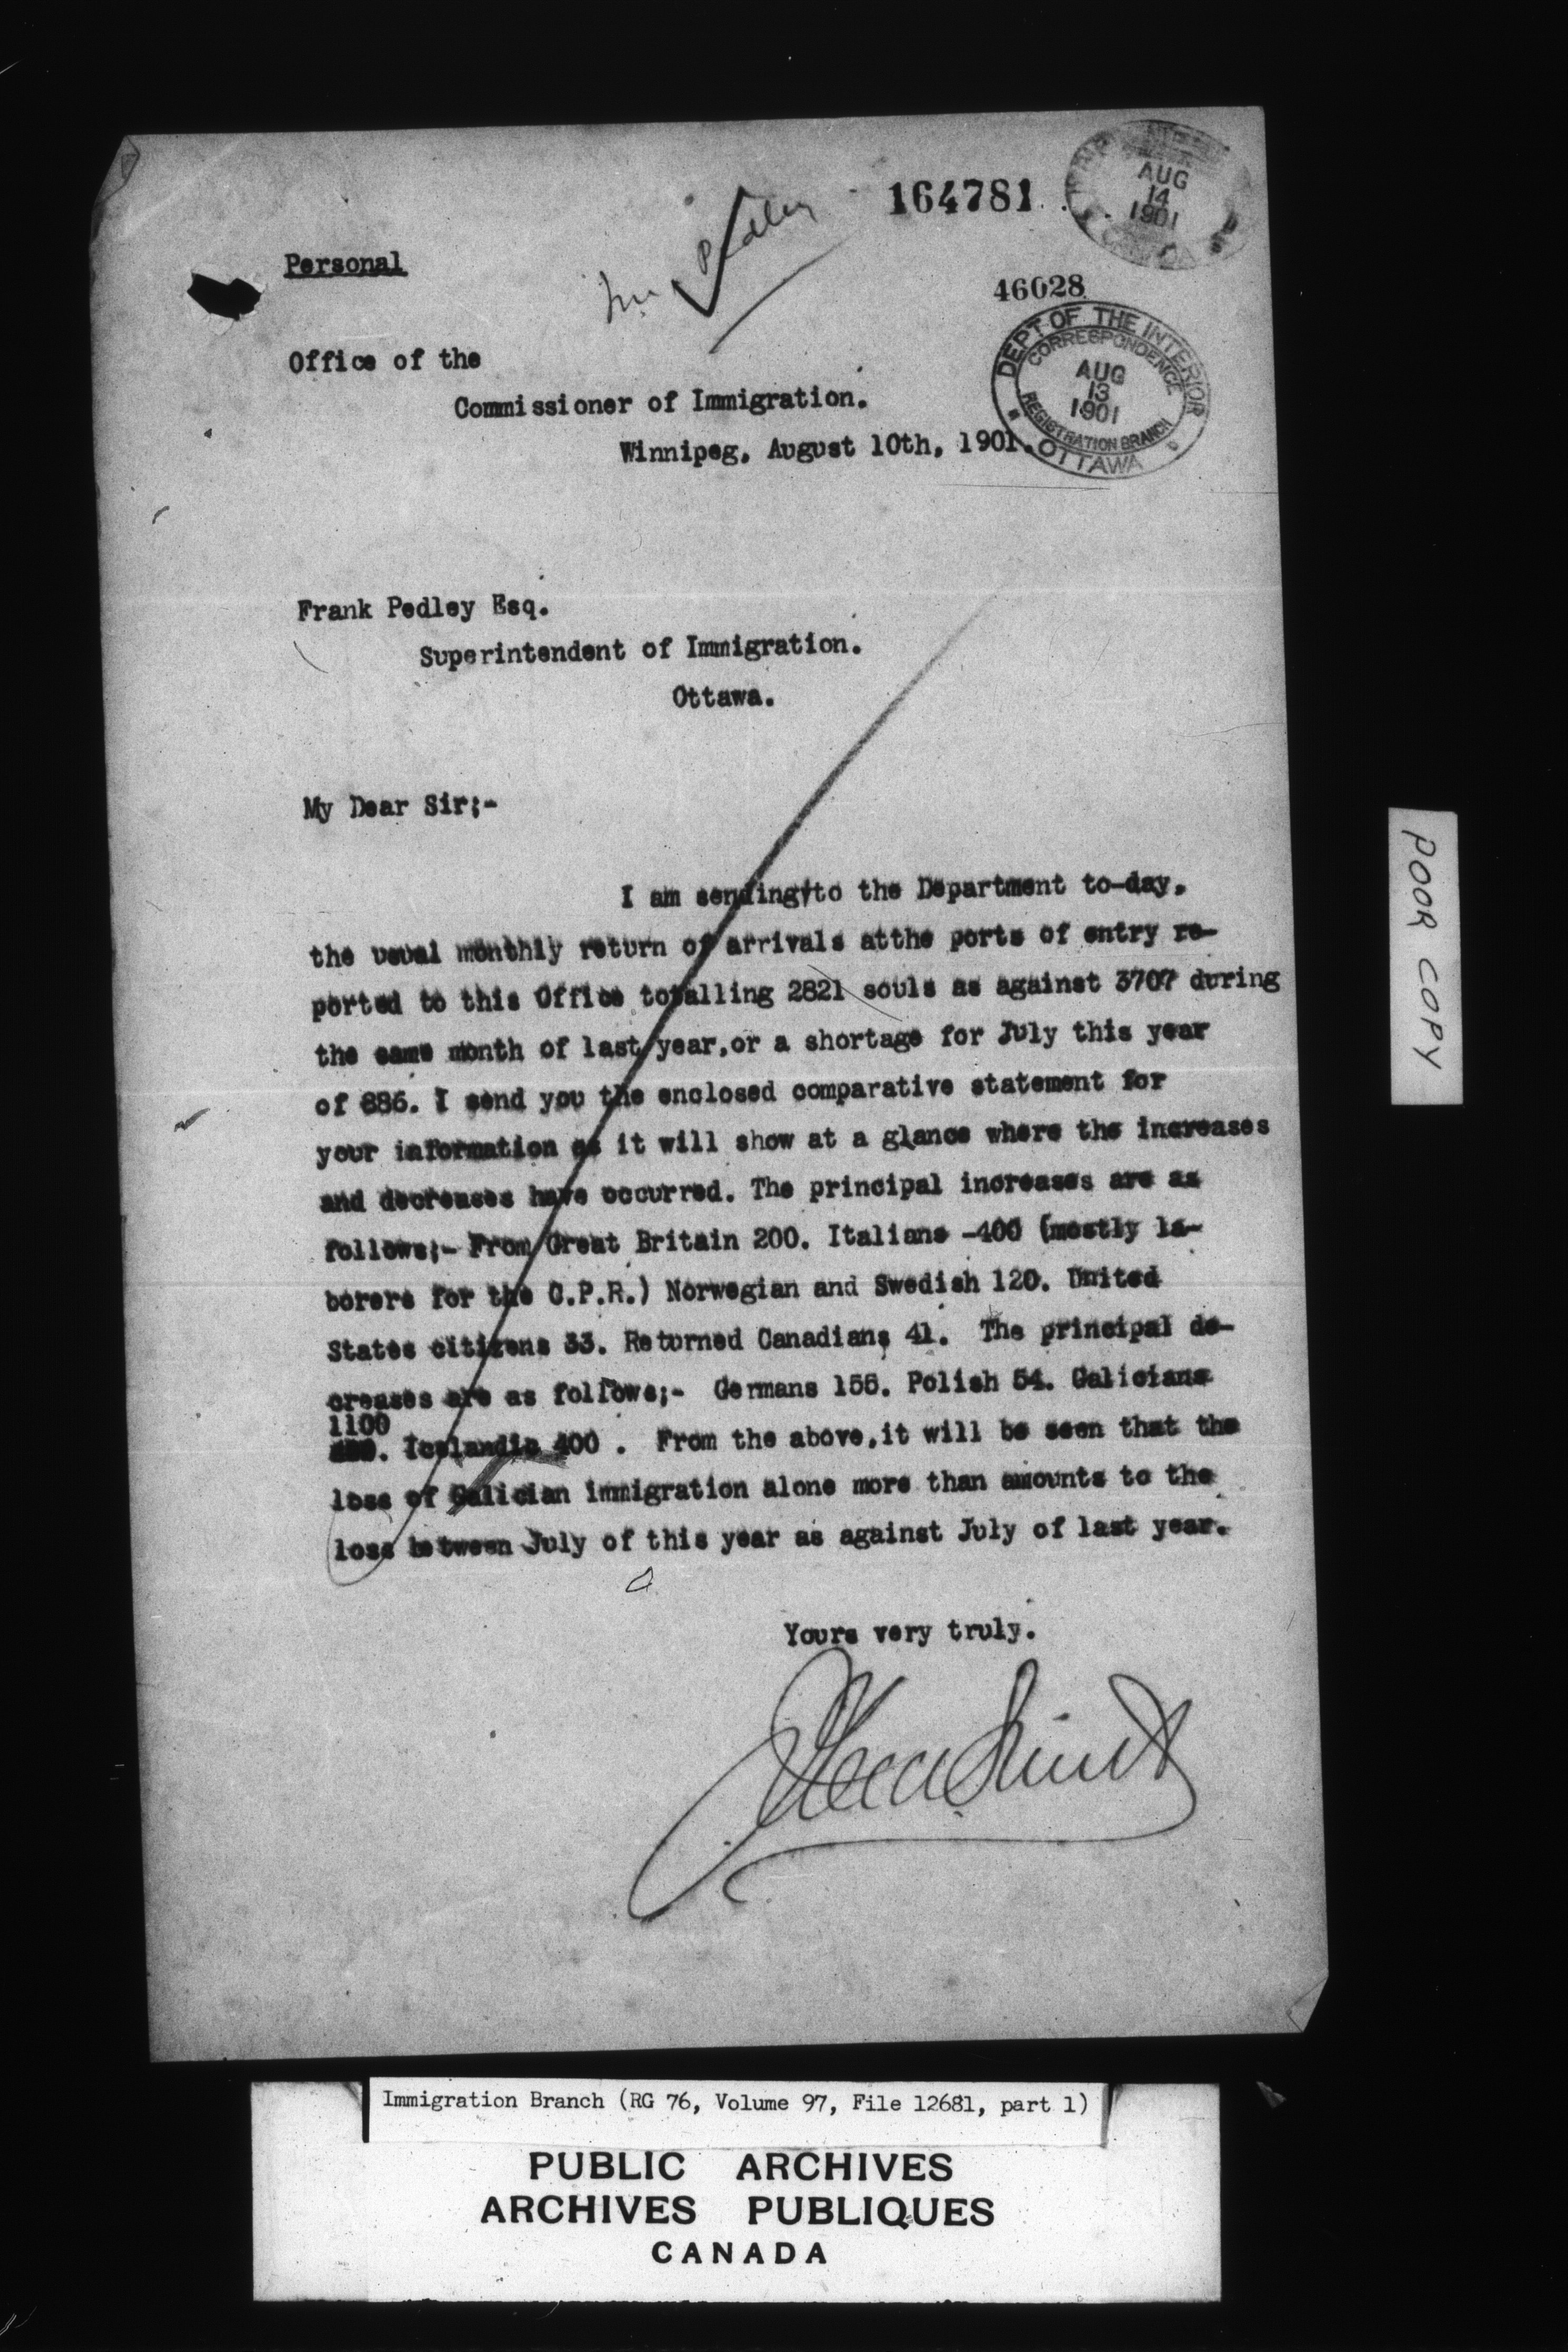 164781
AUG
14
1901
Mr Pedley
Personal
46028
DEPT OF THE INTERIOR
CORRESPONDENCE
AUG
13
1901
REGISTRATION BRANCH
OTTAWA
Office of the
Commissioner of Immigration.
Winnipeg, August 10th, 1901.
Frank Pedley Esq.
Superintendent of Immigration.
Ottawa.
My Dear Sir;-
I am sending to the Department to-day,
the usual monthly return of arrivals atthe ports of entry re-
ported to this Office totalling 2821 souls as against 3707 during
the same month of last year,or a shortage for July this year
of 886. I send you the enclosed comparative statement for
your information as it will show at a glance where the increases
and decreases have occurred. The principal increases are as
follows;- From Great Britain 200. Italians -400 (mostly la-
borers for the C.P.R.) Norwegian and Swedish 120. United
States citizens 33. Returned Canadians 41. The principal de-
creases are as follows;- Germans 155. Polish 54. Galicians
1100
. Icelandic 400 . From the above,it will be seen that the
loss of Galician immigration alone more than amounts to the
loss between July of this year as against July of last year.
Yours very truly.
POOR COPY
Immigration Branch (RG 76, Volume 97, File 12681, part 1)
PUBLIC ARCHIVES
ARCHIVES PUBLIQUES
CANADA